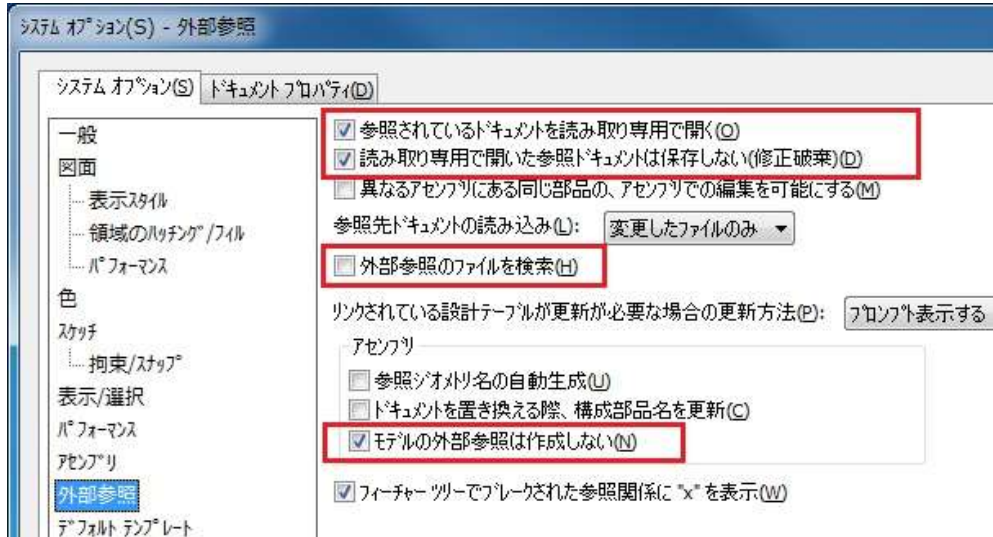 システム オプション(S) - 外部参照
システム オプション(S)
ドキュメント プロパティ(D)
一般
図面
表示スタイル
領域のハッチング/フィル
パフォーマンス
色
スケッチ
拘束/スナップ
表示/選択
パフォーマンス
アセンブリ
外部参照
デフォルト テンプレート
参照されているドキュメントを読み取り専用で開く(O)
読み取り専用で開いた参照ドキュメントは保存しない(修正破棄)(D)
異なるアセンブリにある同じ部品の、アセンブリでの編集を可能にする(M)
参照先ドキュメントの読み込み(L): 変更したファイルのみ
外部参照のファイルを検索(H)
リンクされている設計テーブルが更新が必要な場合の更新方法(P): プロンプト表示する
アセンブリ
参照ジオメトリ名の自動生成(U)
ドキュメントを置き換える際、構成部品名を更新(C)
モデルの外部参照は作成しない(N)
フィーチャー ツリーでブレークされた参照関係に "x" を表示(W)